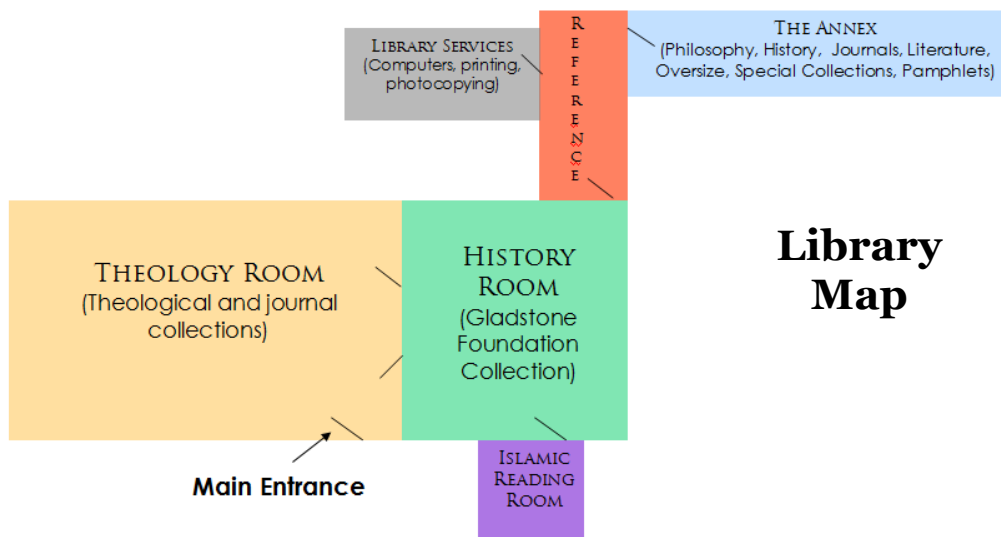 LIBRARY SERVICES
(Computers, printing,
photocopying)
R
E
F
E
R
E
N
C
E
THE ANNEX
(Philosophy, History, Journals, Literature,
Oversize, Special Collections, Pamphlets)
THEOLOGY ROOM
(Theological and journal
collections)
HISTORY
ROOM
(Gladstone
Foundation
Collection)
Library
Map
Main Entrance
ISLAMIC
READING
ROOM